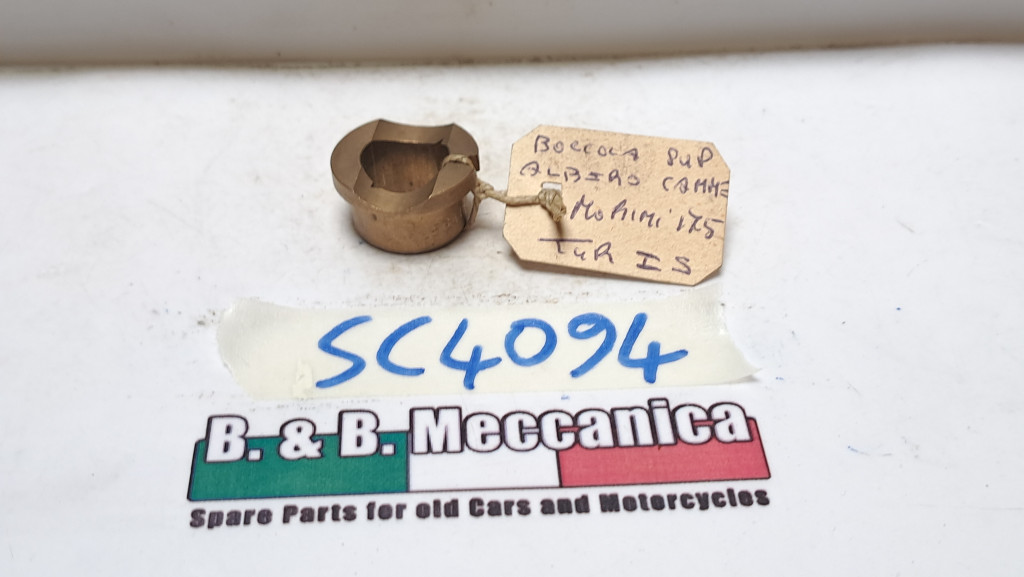 BOCCOLA SUP
ALBERO CAMME
MORINI 175
TUR IS
SC4094
B. & B. Meccanica
Spare Parts for old Cars and Motorcycles